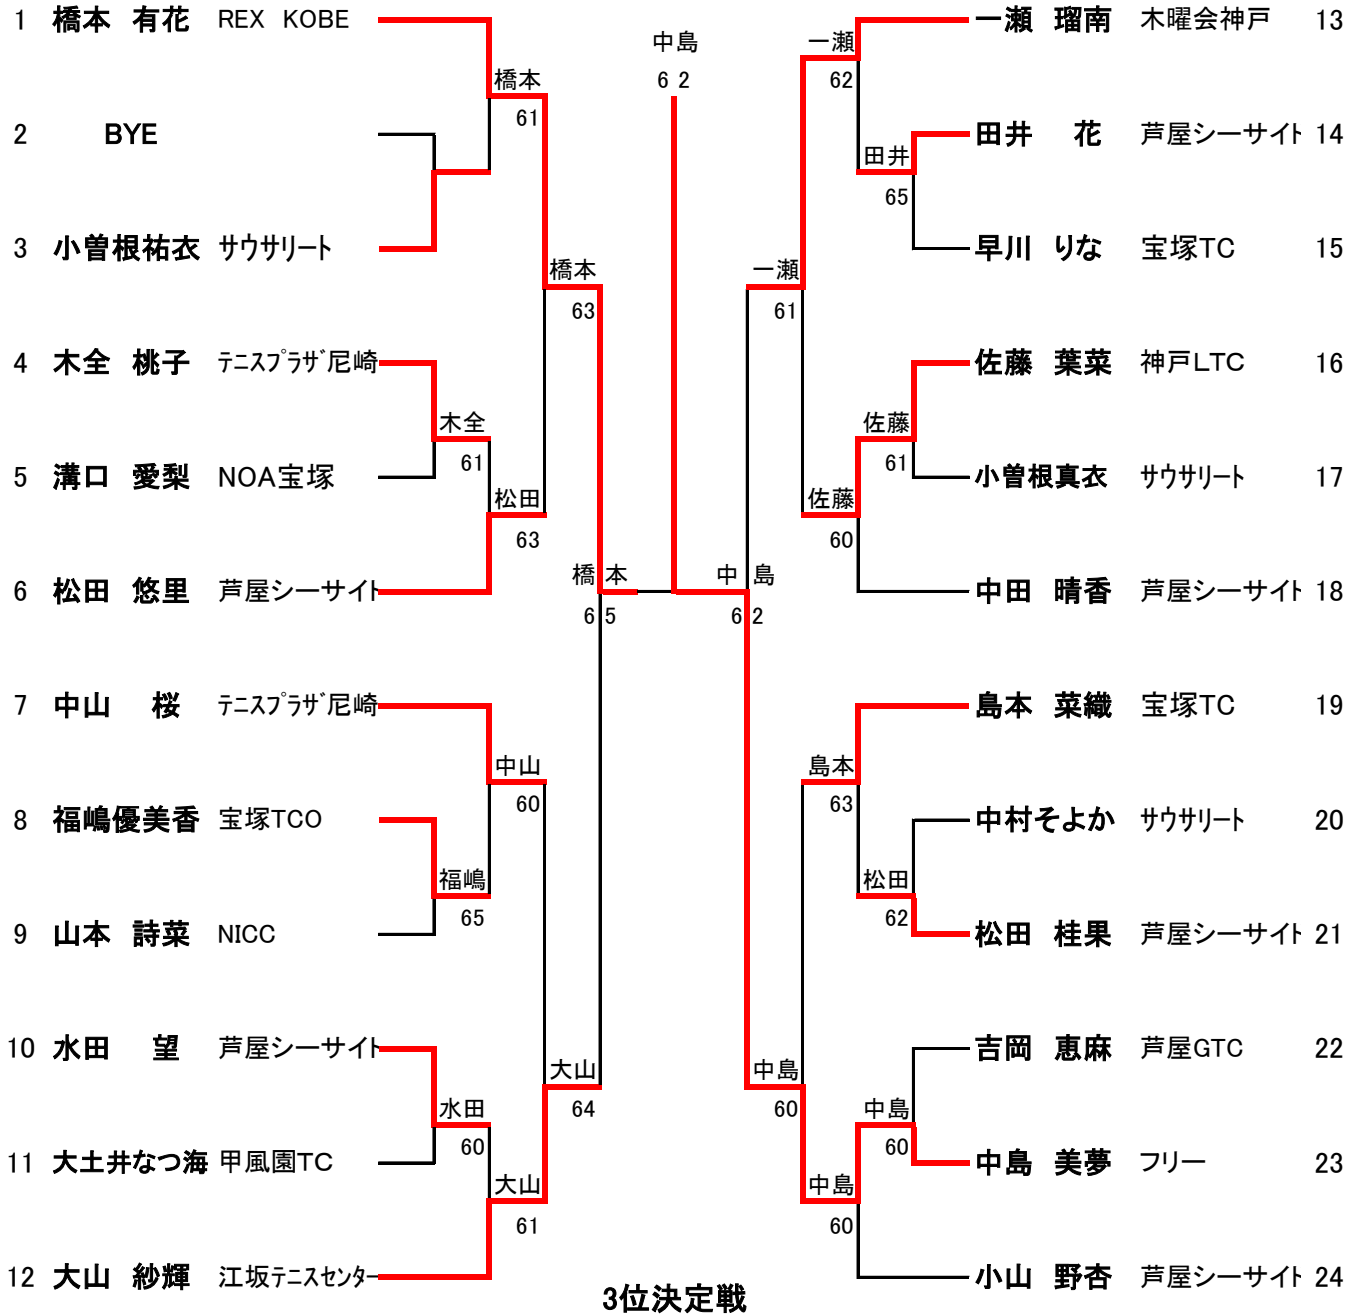 1 橋本 有花 REX KOBE
2 BYE
3 小曽根祐衣 サウサリート
4 木全 桃子 テニスプラザ尼崎
5 溝口 愛梨 NOA宝塚
6 松田 悠里 芦屋シーサイト
7 中山 桜 テニスプラザ尼崎
8 福嶋優美香 宝塚TCO
9 山本 詩菜 NICC
10 水田 望 芦屋シーサイト
11 大土井なつ海 甲風園TC
12 大山 紗輝 江坂テニスセンター
橋本
61
木全
61
松田
63
橋本
63
中山
60
福嶋
65
水田
60
大山
61
大山
64
橋本
6 5
中島
6 2
中島
6 2
一瀬
62
田井
65
一瀬
61
佐藤
61
佐藤
60
島本
63
松田
62
中島
60
中島
60
中島
60
一瀬 瑠南 木曜会神戸 13
田井 花 芦屋シーサイト 14
早川 りな 宝塚TC 15
佐藤 葉菜 神戸LTC 16
小曽根真衣 サウサリート 17
中田 晴香 芦屋シーサイト 18
島本 菜織 宝塚TC 19
中村そよか サウサリート 20
松田 桂果 芦屋シーサイト 21
吉岡 恵麻 芦屋GTC 22
中島 美夢 フリー 23
小山 野杏 芦屋シーサイト 24
3位決定戦